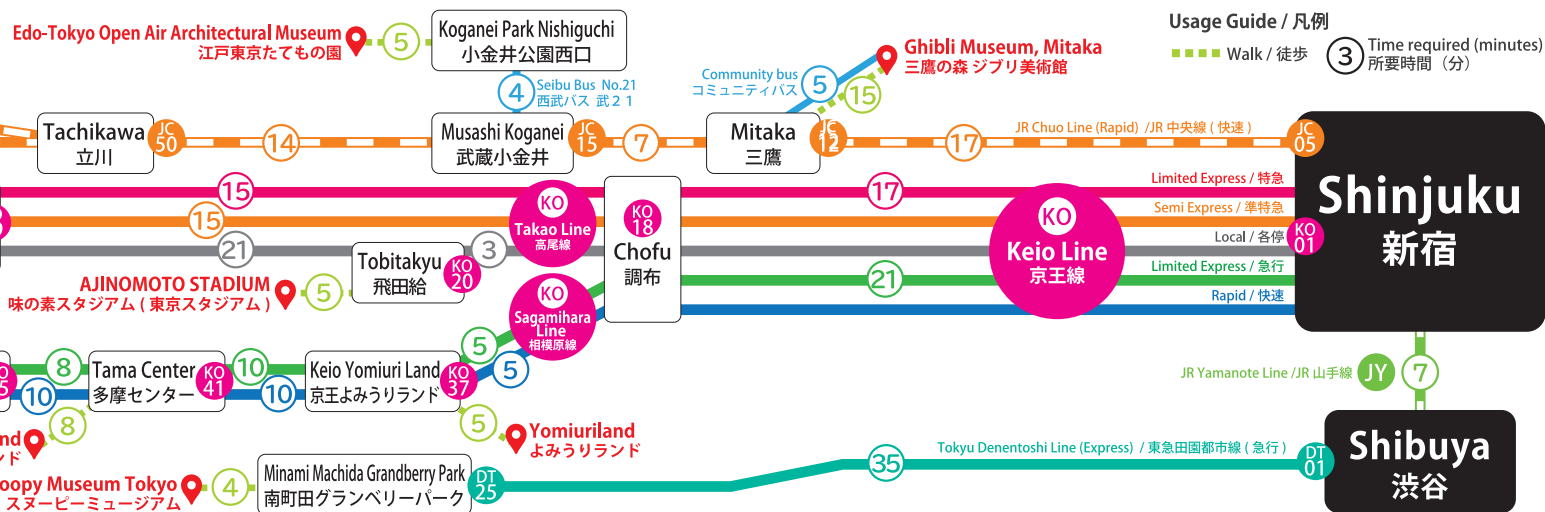 Usage Guide / 凡例
Walk / 徒歩
3
Time required (minutes)
所要時間（分）
Edo-Tokyo Open Air Architectural Museum
江戸東京たてもの園
5
Koganei Park Nishiguchi
小金井公園西口
4
Seibu Bus No.21
西武バス 武２１
Community bus
コミュニティバス
5
15
Ghibli Museum, Mitaka
三鷹の森 ジブリ美術館
Tachikawa
立川
JC
50
14
Musashi Koganei
武蔵小金井
JC
15
7
Mitaka
三鷹
JC
12
17
JR Chuo Line (Rapid) /JR 中央線 ( 快速 )
JC
05
Shinjuku
新宿
15
17
Limited Express / 特急
15
Semi Express / 準特急
21
3
Local / 各停
KO
01
KO
Takao Line
高尾線
KO
18
Chofu
調布
KO
Keio Line
京王線
Tobitakyu
飛田給
KO
20
AJINOMOTO STADIUM
味の素スタジアム ( 東京スタジアム )
5
21
Limited Express / 急行
Rapid / 快速
KO
Sagamihara
Line
相模原線
5
5
8
10
Tama Center
多摩センター
KO
41
10
10
Keio Yomiuri Land
京王よみうりランド
KO
37
8
5
Yomiuriland
よみうりランド
JR Yamanote Line /JR 山手線
JY
7
Shibuya
渋谷
Tokyu Denentoshi Line (Express) / 東急田園都市線 ( 急行 )
DT
01
35
Minami Machida Grandberry Park
南町田グランベリーパーク
DT
25
4
oopy Museum Tokyo
スヌーピーミュージアム